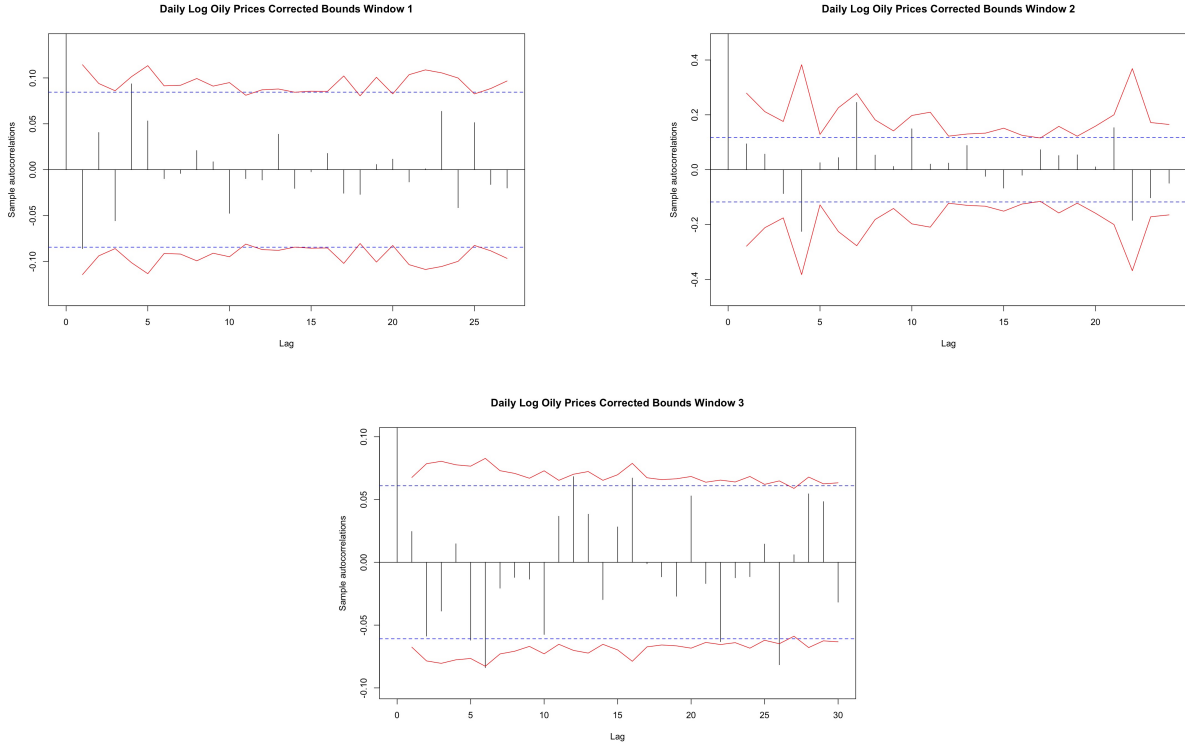 Daily Log Oily Prices Corrected Bounds Window 1
Sample autocorrelations
0.10
0.05
0.00
-0.05
-0.10
0 5 10 15 20 25
Lag
Daily Log Oily Prices Corrected Bounds Window 2
Sample autocorrelations
0.4
0.2
0.0
-0.2
-0.4
0 5 10 15 20
Lag
Daily Log Oily Prices Corrected Bounds Window 3
Sample autocorrelations
0.10
0.05
0.00
-0.05
-0.10
0 5 10 15 20 25 30
Lag